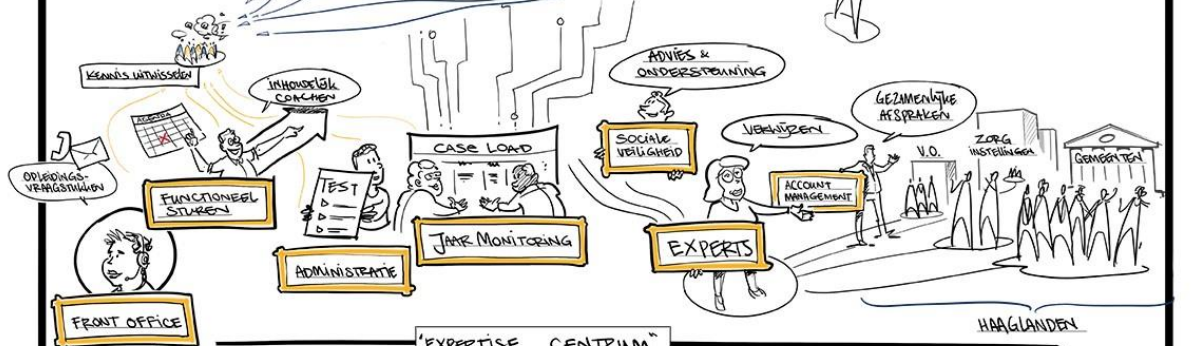 KENNIS UITWISSELEN
INHOUDELIJK
COACHEN
AGENDA
OPLEIDINGS-
VRAAGSTUKKEN
FUNCTIONEEL
STUREN
FRONT OFFICE
TEST
ADMINISTRATIE
CASE LOAD
JAAR MONITORING
ADVIES &
ONDERSTEUNING
SOCIALE
VEILIGHEID
VERWIJZEN
EXPERTS
ACCOUNT
MANAGEMENT
GEZAMENLIJKE
AFSPRAKEN
V.O.
ZORG
INSTELLINGEN
GEMEENTEN
HAAGLANDEN
"EXPERTISE CENTRUM"